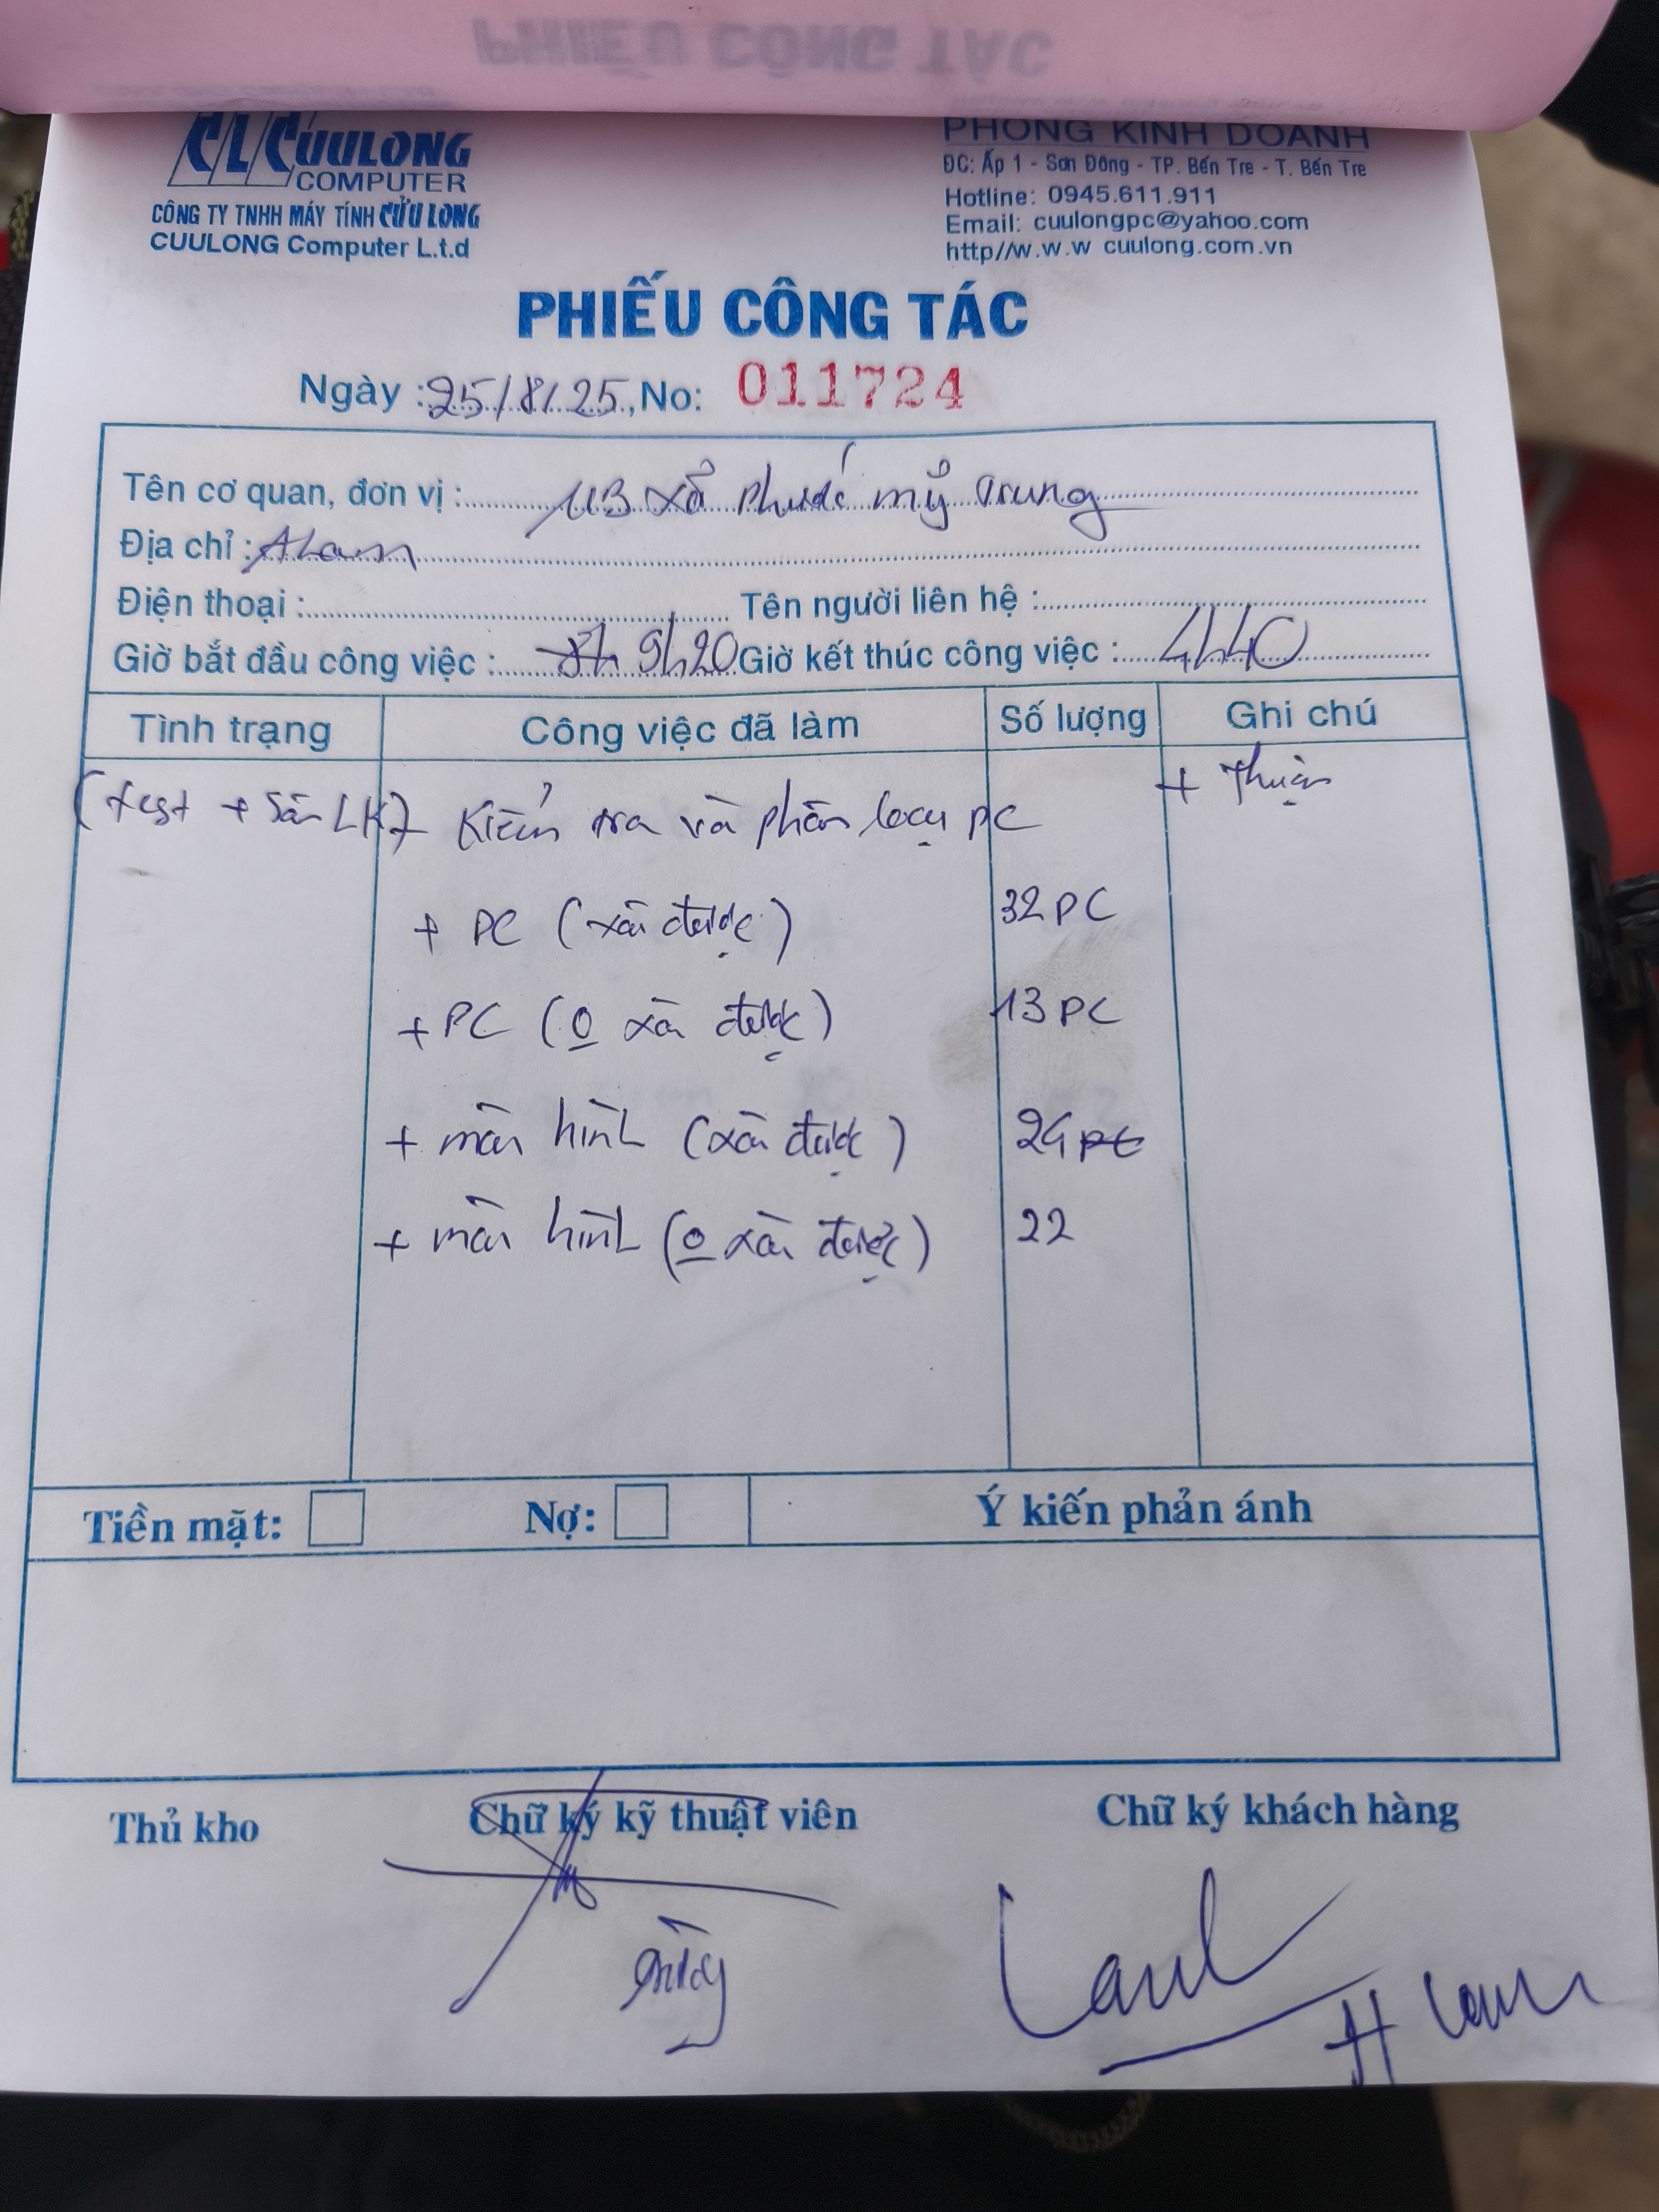 PHIẾU CÔNG TÁC
CLC CỬULONG
COMPUTER
CÔNG TY TNHH MÁY TÍNH CỬU LONG
CUULONG Computer L.t.d
PHÒNG KINH DOANH
ĐC: Ấp 1 - Sơn Đông - TP. Bến Tre - T. Bến Tre
Hotline: 0945.611.911
Email: cuulongpc@yahoo.com
http//w.w.w cuulong.com.vn
PHIẾU CÔNG TÁC
Ngày : 25/8/25, No: 011724
Tên cơ quan, đơn vị : UB xã Phước Mỹ Trung
Địa chỉ : A Lam
Điện thoại : Tên người liên hệ :
Giờ bắt đầu công việc : 9h20 Giờ kết thúc công việc : 4h40
Tình trạng Công việc đã làm Số lượng Ghi chú
(test + LK) Kiểm tra và phân loại PC + Thuận
+ PC (xài được) 32 PC
+ PC (0 xài được) 13 PC
+ màn hình (xài được) 24 PC
+ màn hình (0 xài được) 22
Tiền mặt: Nợ: Ý kiến phản ánh
Thủ kho Chữ ký kỹ thuật viên Chữ ký khách hàng